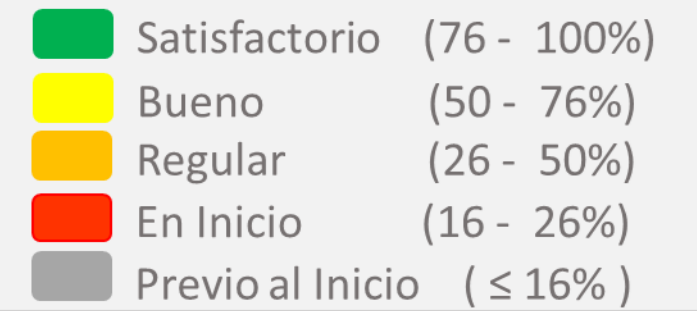 Satisfactorio (76 - 100%)
Bueno (50 - 76%)
Regular (26 - 50%)
En Inicio (16 - 26%)
Previo al Inicio ( ≤ 16% )